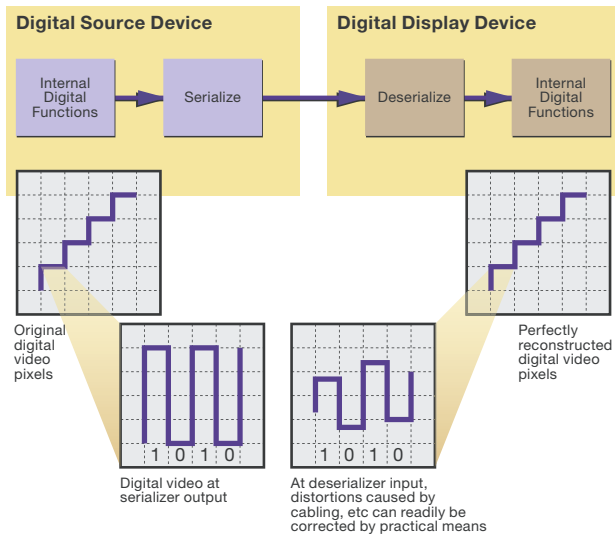 Digital Source Device
Digital Display Device
Internal
Digital
Functions
Serialize
Deserialize
Internal
Digital
Functions
Original
digital
video
pixels
Perfectly
reconstructed
digital video
pixels
1 0 1 0
1 0 1 0
Digital video at
serializer output
At deserializer input,
distortions caused by
cabling, etc can readily be
corrected by practical means